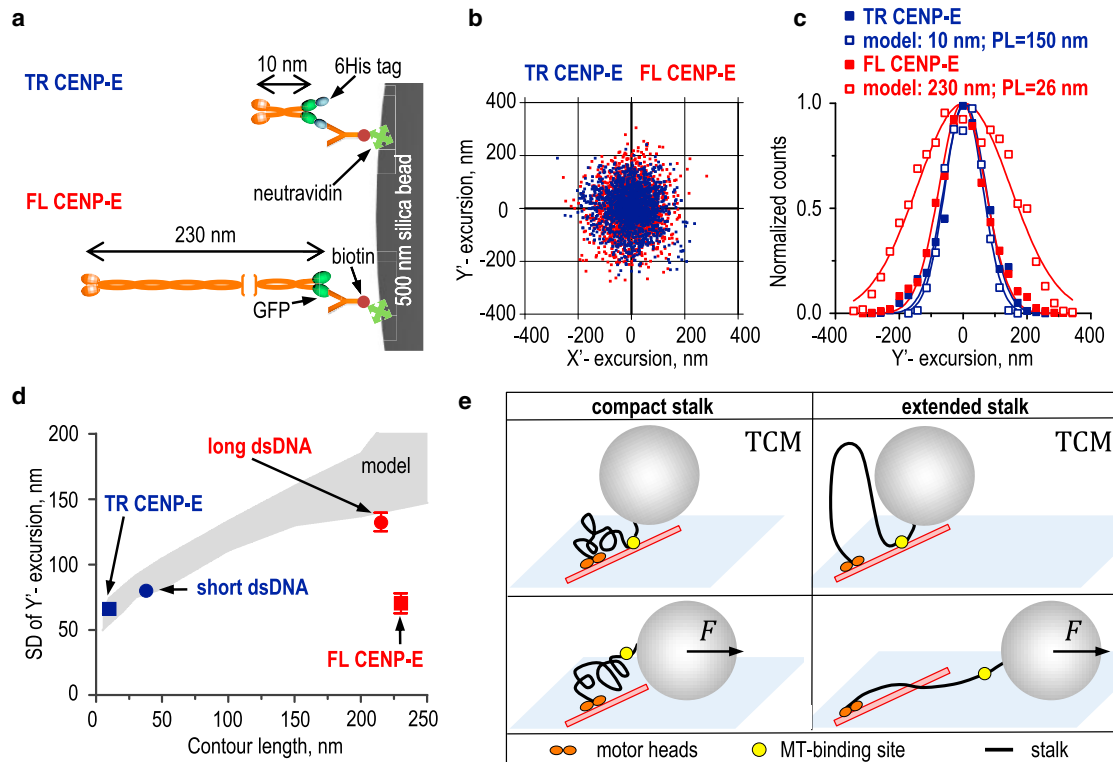 a
TR CENP-E
10 nm
6His tag
neutravidin
FL CENP-E
230 nm
biotin
GFP
500 nm silica bead
b
TR CENP-E FL CENP-E
400
200
0
-200
-400
-400 -200 0 200 400
Y'- excursion, nm
X'- excursion, nm
c
TR CENP-E
model: 10 nm; PL=150 nm
FL CENP-E
model: 230 nm; PL=26 nm
1.0
0.5
0.0
-400 -200 0 200 400
Normalized counts
Y'- excursion, nm
d
200
150
100
50
0
0 50 100 150 200 250
SD of Y'- excursion, nm
Contour length, nm
long dsDNA
model
TR CENP-E
short dsDNA
FL CENP-E
e
compact stalk extended stalk
TCM TCM
F F
motor heads MT-binding site stalk